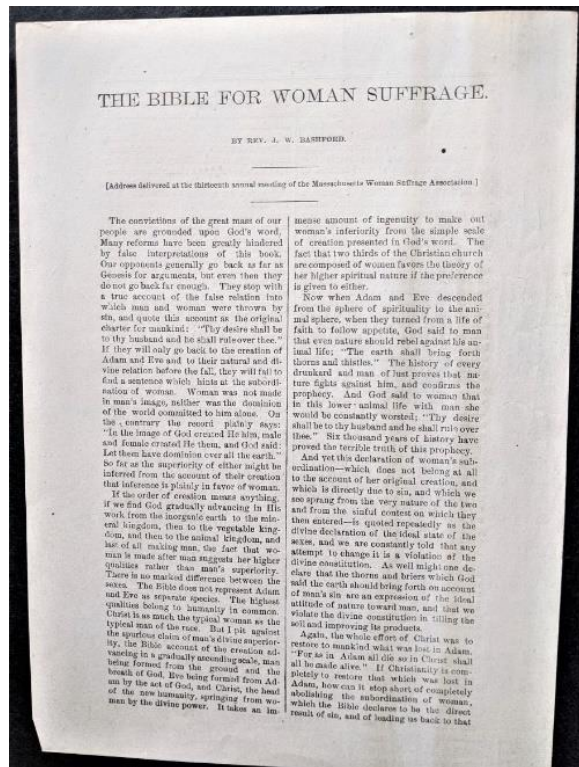 THE BIBLE FOR WOMAN SUFFRAGE.
BY REV. J. W. BASHFORD.
[Address delivered at the thirteenth annual meeting of the Massachusetts Woman Suffrage Association.]
The convictions of the great mass of our
people are grounded upon God's word.
Many reforms have been greatly hindered
by false interpretations of this book.
Our opponents generally go back as far as
Genesis for arguments, but even then they
do not go back far enough. They stop with
a true account of the false relation into
which man and woman were thrown by
sin, and quote this account as the original
charter for mankind: "Thy desire shall be
to thy husband and he shall rule over thee."
If they will only go back to the creation of
Adam and Eve and to their natural and di-
vine relation before the fall, they will fail to
find a sentence which hints at the subordi-
nation of woman. Woman was not made
in man's image, neither was the dominion
of the world committed to him alone. On
the contrary the record plainly says:
"In the image of God created He him, male
and female created He them, and God said:
Let them have dominion over all the earth."
So far as the superiority of either might be
inferred from the account of their creation
that inference is plainly in favor of woman.
If the order of creation means anything,
if we find God gradually advancing in His
work from the inorganic earth to the min-
eral kingdom, then to the vegetable king-
dom, and then to the animal kingdom, and
last of all making man, the fact that wo-
man is made after man suggests her higher
qualities rather than man's superiority.
There is no marked difference between the
sexes. The Bible does not represent Adam
and Eve as separate species. The highest
qualities belong to humanity in common.
Christ is as much the typical woman as the
typical man of the race. But I pit against
the spurious claim of man's divine superior-
ity, the Bible account of the creation ad-
vancing in a gradually ascending scale, man
being formed from the ground and the
breath of God, Eve being formed from Ad-
am by the act of God, and Christ, the head
of the new humanity, springing from wo-
man by the divine power. It takes an im-
mense amount of ingenuity to make out
woman's inferiority from the simple scale
of creation presented in God's word. The
fact that two thirds of the Christian church
are composed of women favors the theory of
her higher spiritual nature if the preference
is given to either.
Now when Adam and Eve descended
from the sphere of spirituality to the ani-
mal sphere, when they turned from a life of
faith to follow appetite, God said to man
that even nature should rebel against his an-
imal life; "The earth shall bring forth
thorns and thistles." The history of every
drunkard and man of lust proves that na-
ture fights against him, and confirms the
prophecy. And God said to woman that
in this lower animal life with man she
would be constantly worsted; "Thy desire
shall be to thy husband and he shall rule over
thee." Six thousand years of history have
proved the terrible truth of this prophecy.
And yet this declaration of woman's sub-
ordination—which does not belong at all
to the account of her original creation, and
which is directly due to sin, and which we
see sprang from the very nature of the two
and from the sinful contest on which they
then entered—is quoted repeatedly as the
divine declaration of the ideal state of the
sexes, and we are constantly told that any
attempt to change it is a violation of the
divine constitution. As well might one de-
clare that the thorns and briers which God
said the earth should bring forth on account
of man's sin are an expression of the ideal
attitude of nature toward man, and that we
violate the divine constitution in tilling the
soil and improving its products.
Again, the whole effort of Christ was to
restore to mankind what was lost in Adam.
"For as in Adam all die so in Christ shall
all be made alive." If Christianity is com-
pletely to restore that which was lost in
Adam, how can it stop short of completely
abolishing the subordination of woman,
which the Bible declares to be the direct
result of sin, and of leading us back to that